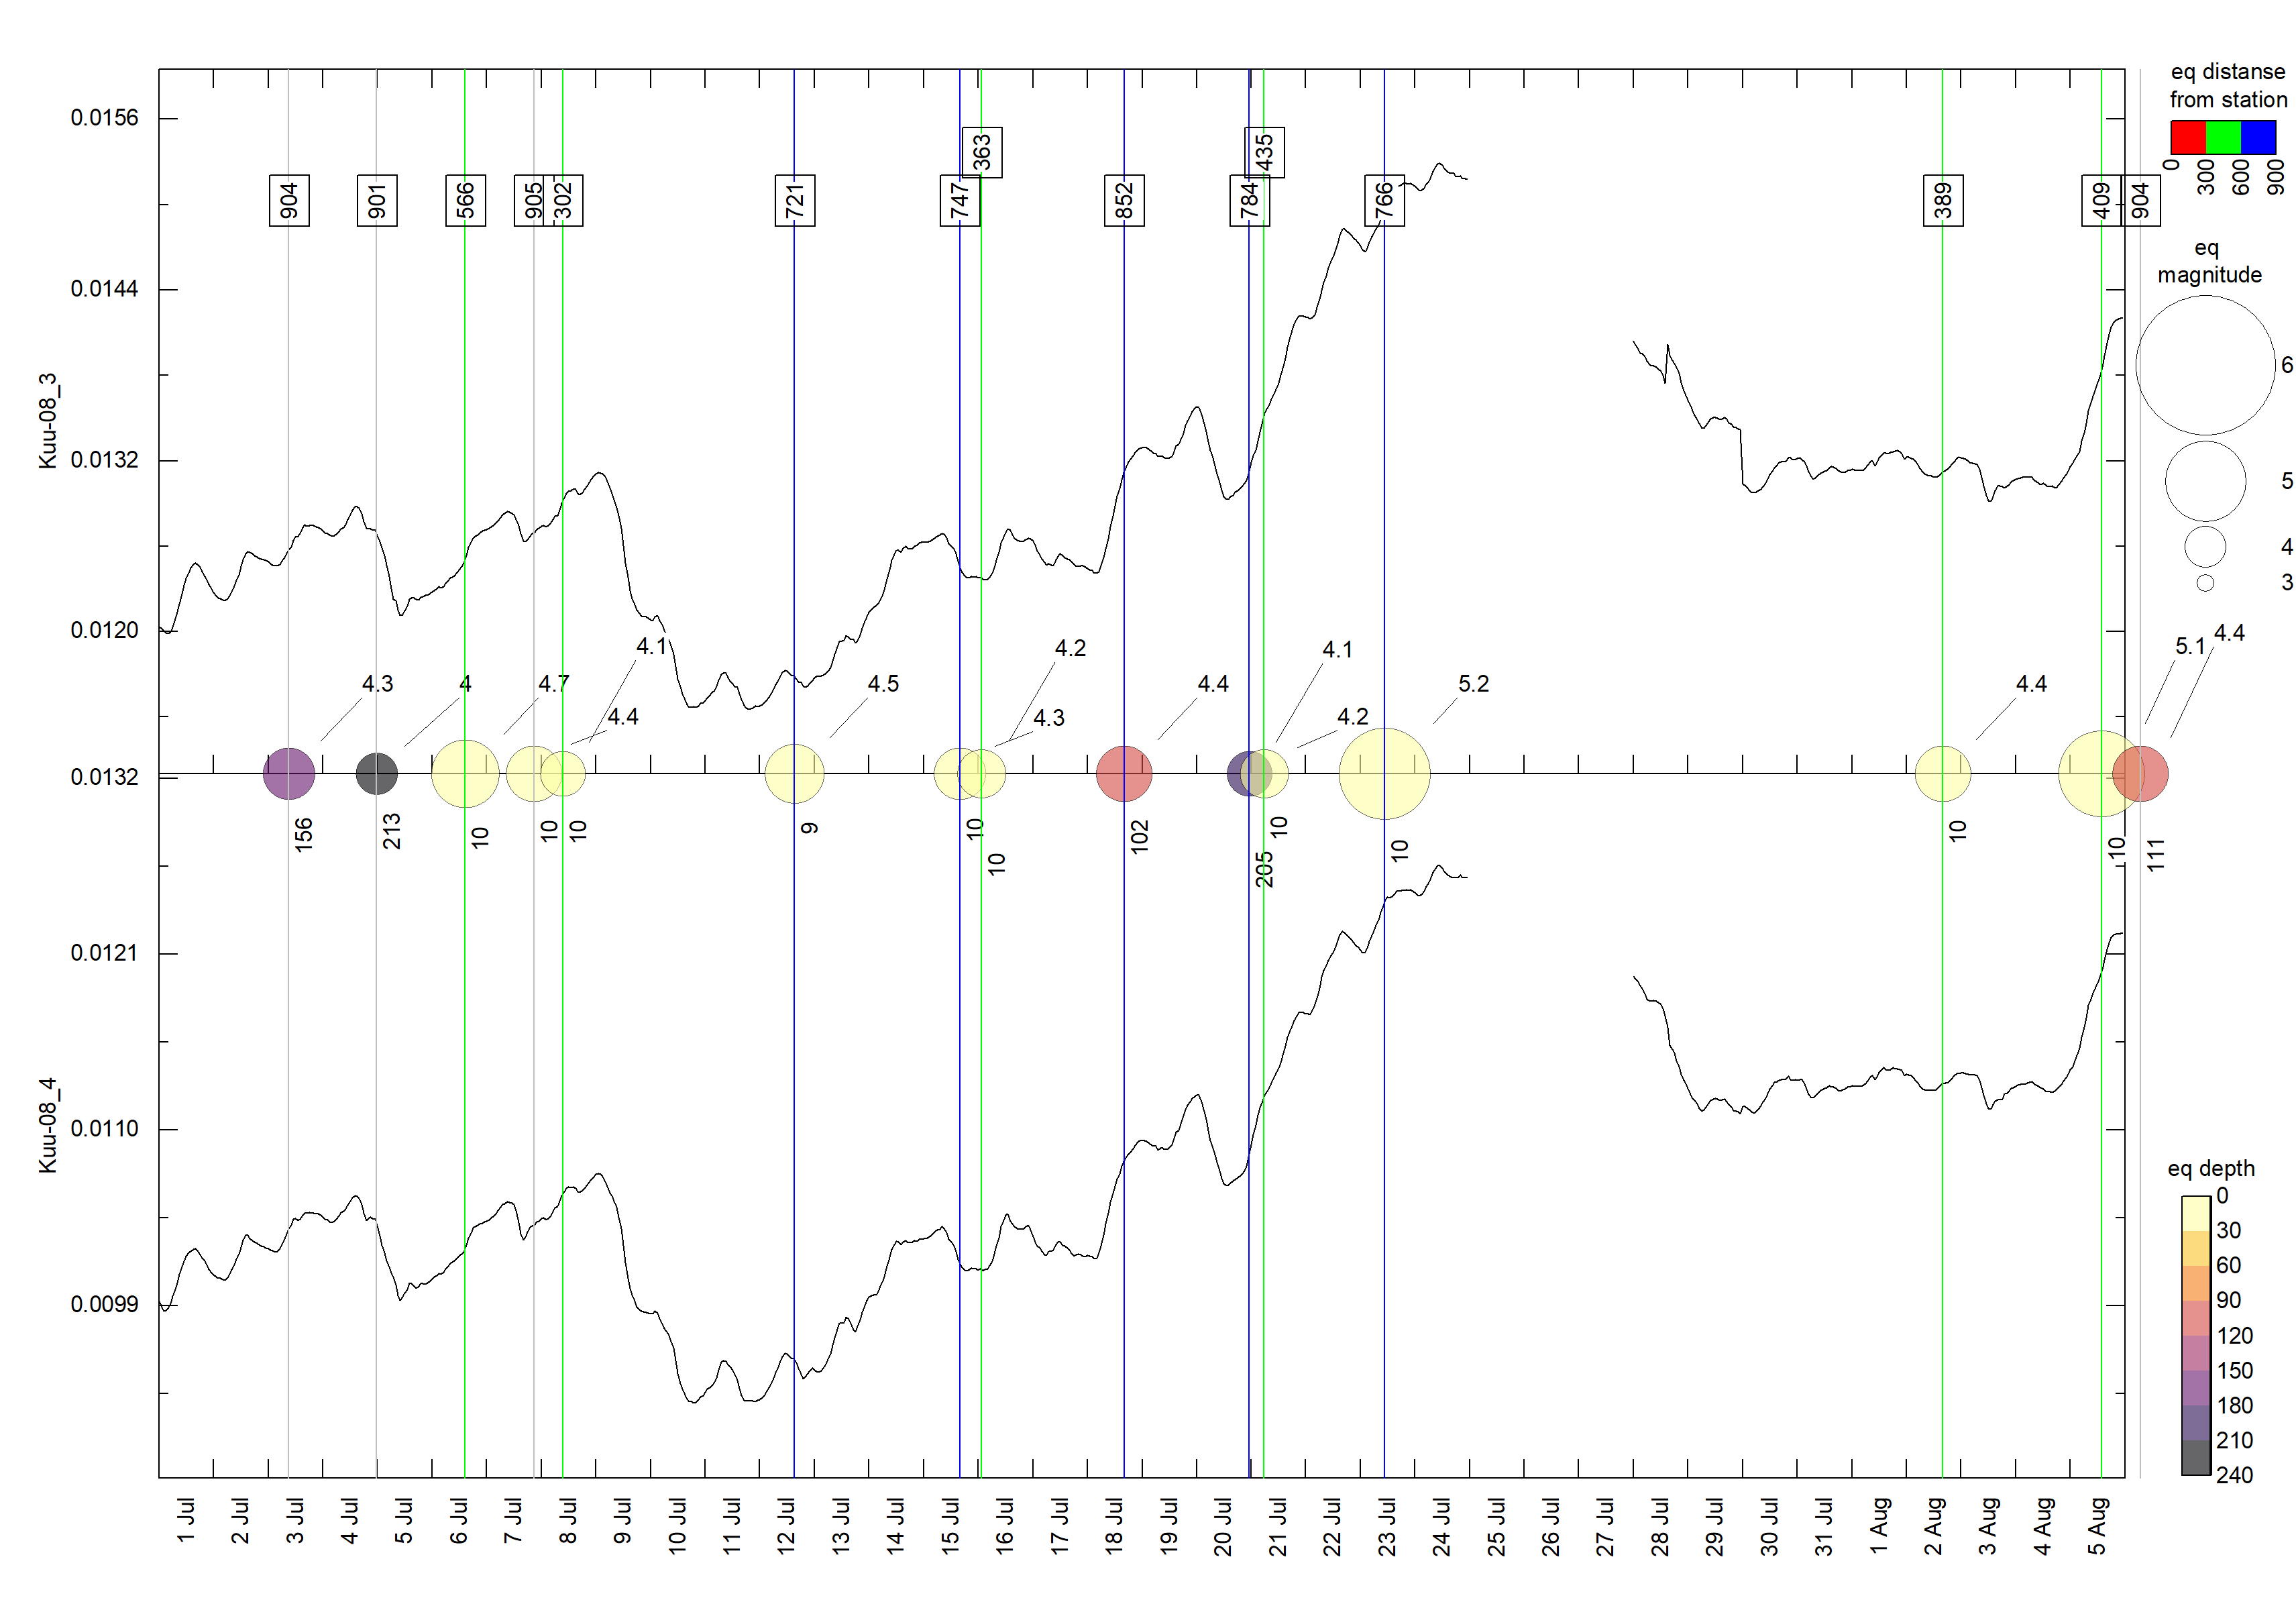 eq distanse
from station
0
300
600
900
0.0156
0.0144
0.0132
0.0120
Kuu-08_3
904
901
566
905
302
721
747
363
852
784
435
766
389
409
904
eq
magnitude
6
5
4
3
4.3
4
4.7
4.4
4.1
4.5
4.2
4.3
4.4
4.1
4.2
5.2
4.4
5.1
4.4
156
213
10
10
10
9
10
10
102
205
10
10
10
10
111
0.0132
0.0121
0.0110
0.0099
Kuu-08_4
eq depth
0
30
60
90
120
150
180
210
240
1 Jul
2 Jul
3 Jul
4 Jul
5 Jul
6 Jul
7 Jul
8 Jul
9 Jul
10 Jul
11 Jul
12 Jul
13 Jul
14 Jul
15 Jul
16 Jul
17 Jul
18 Jul
19 Jul
20 Jul
21 Jul
22 Jul
23 Jul
24 Jul
25 Jul
26 Jul
27 Jul
28 Jul
29 Jul
30 Jul
31 Jul
1 Aug
2 Aug
3 Aug
4 Aug
5 Aug